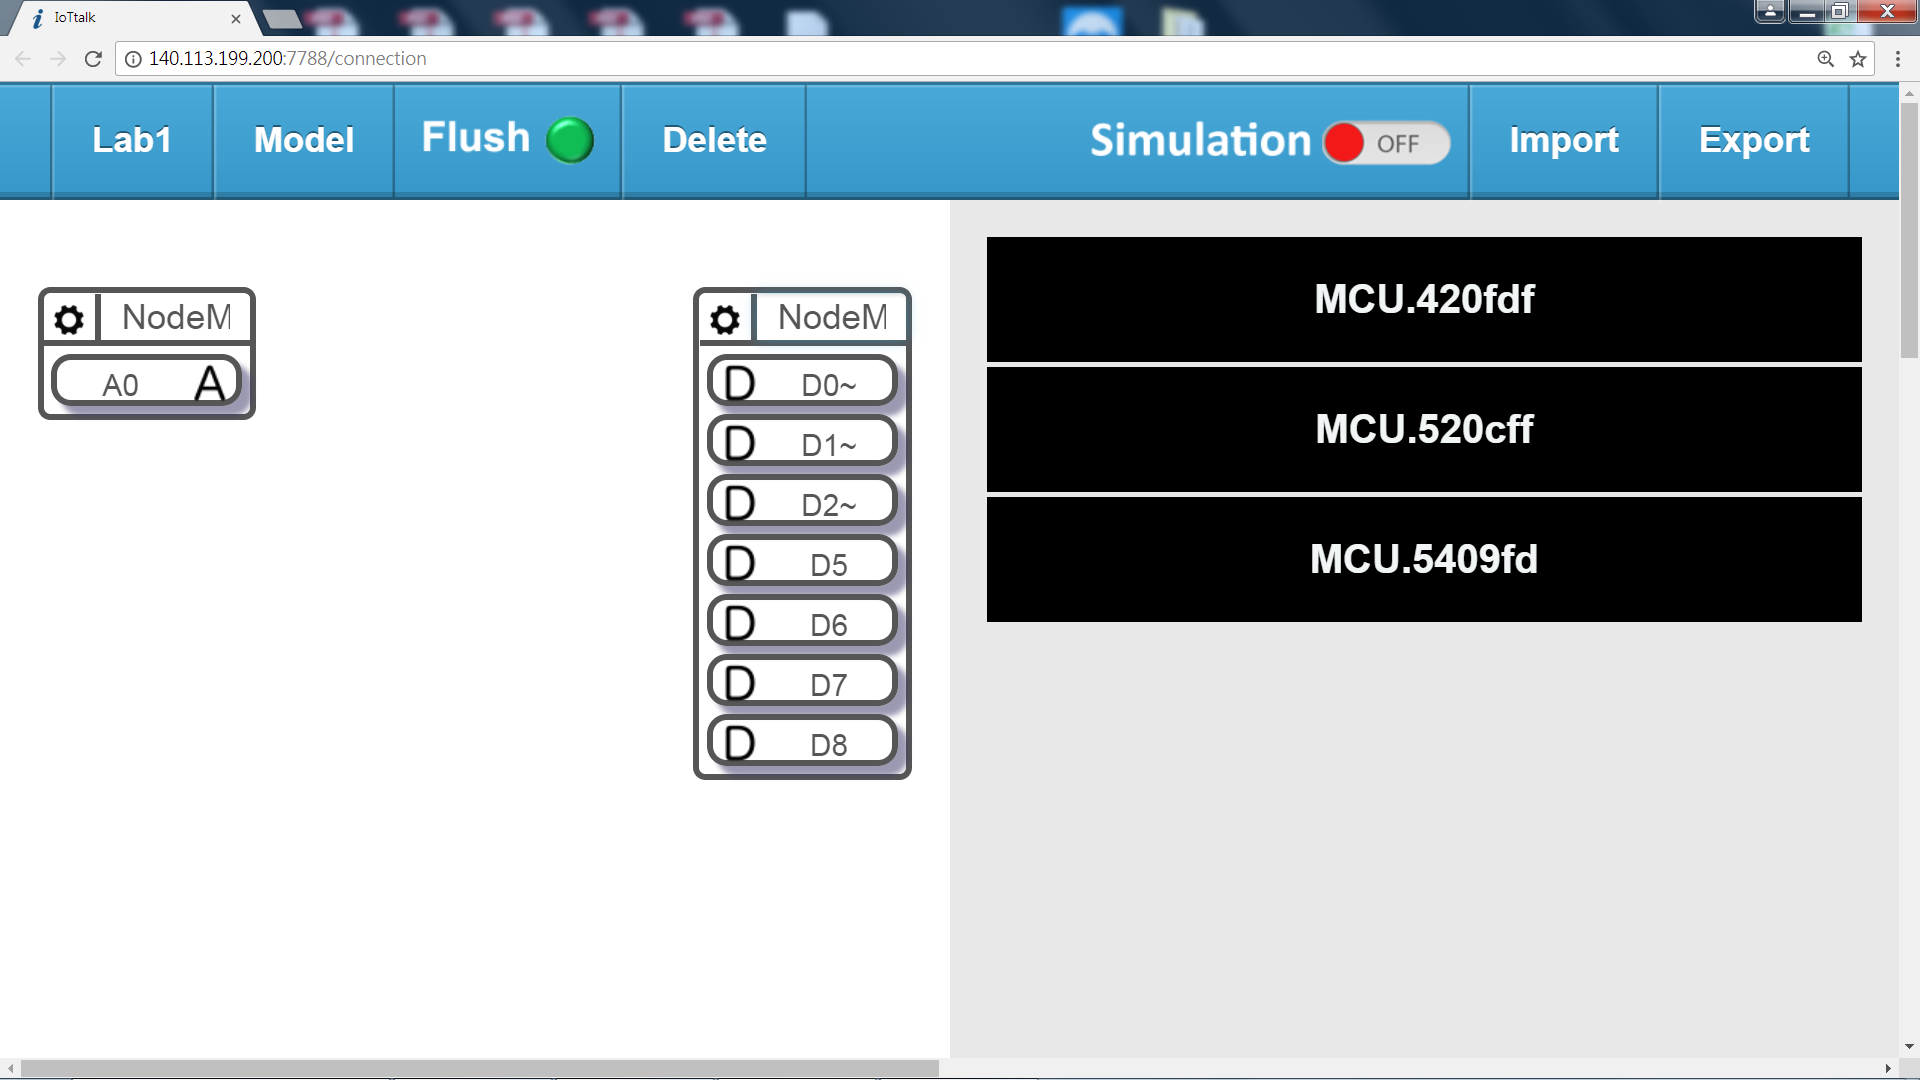 IoTtalk
140.113.199.200:7788/connection
Lab1
Model
Flush
Delete
Simulation
OFF
Import
Export
NodeM
A0 A
NodeM
D D0~
D D1~
D D2~
D D5
D D6
D D7
D D8
MCU.420fdf
MCU.520cff
MCU.5409fd